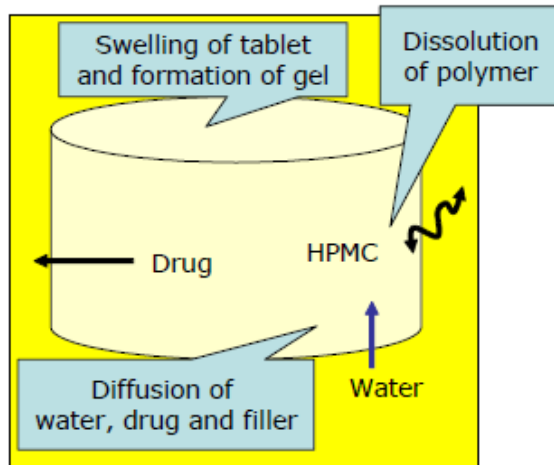 Swelling of tablet
and formation of gel
Dissolution
of polymer
Drug
HPMC
Diffusion of
water, drug and filler
Water